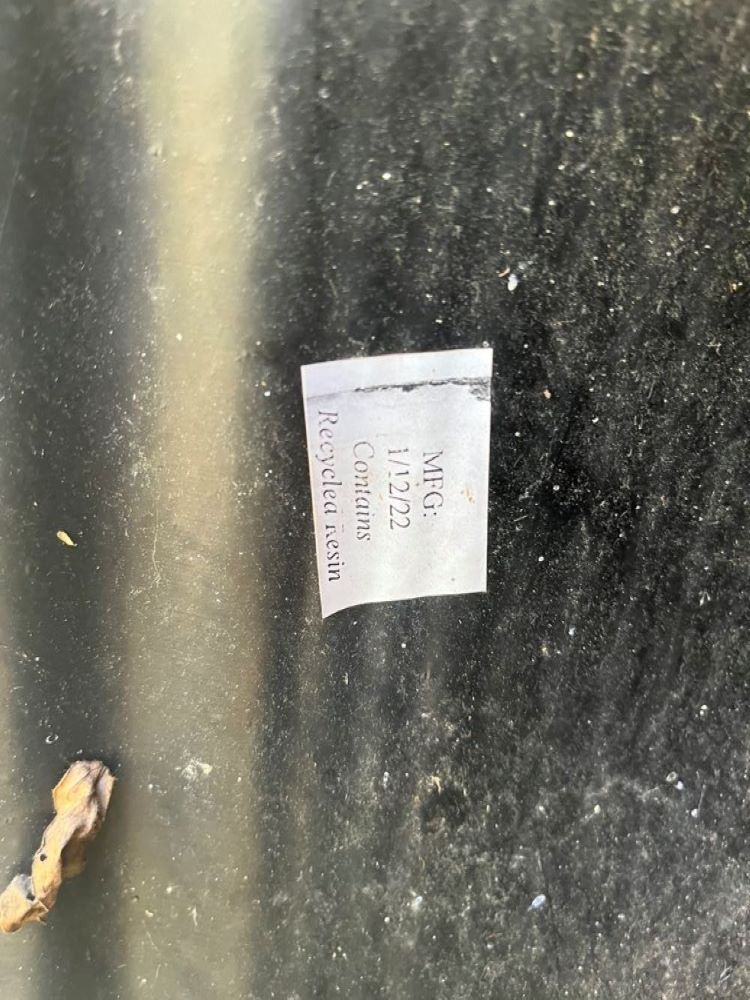 MFG:
1/12/22
Contains
Recycled Resin